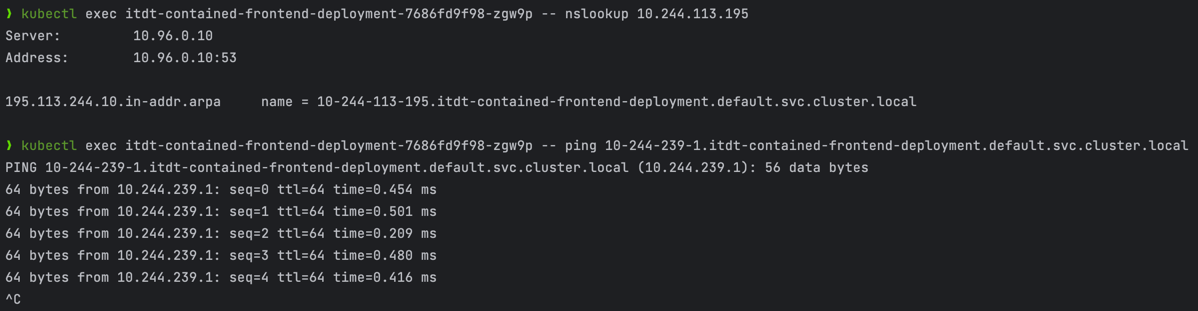 ❯ kubectl exec itdt-contained-frontend-deployment-7686fd9f98-zgw9p -- nslookup 10.244.113.195
Server:         10.96.0.10
Address:        10.96.0.10:53

195.113.244.10.in-addr.arpa     name = 10-244-113-195.itdt-contained-frontend-deployment.default.svc.cluster.local

❯ kubectl exec itdt-contained-frontend-deployment-7686fd9f98-zgw9p -- ping 10-244-239-1.itdt-contained-frontend-deployment.default.svc.cluster.local
PING 10-244-239-1.itdt-contained-frontend-deployment.default.svc.cluster.local (10.244.239.1): 56 data bytes
64 bytes from 10.244.239.1: seq=0 ttl=64 time=0.454 ms
64 bytes from 10.244.239.1: seq=1 ttl=64 time=0.501 ms
64 bytes from 10.244.239.1: seq=2 ttl=64 time=0.209 ms
64 bytes from 10.244.239.1: seq=3 ttl=64 time=0.480 ms
64 bytes from 10.244.239.1: seq=4 ttl=64 time=0.416 ms
^C